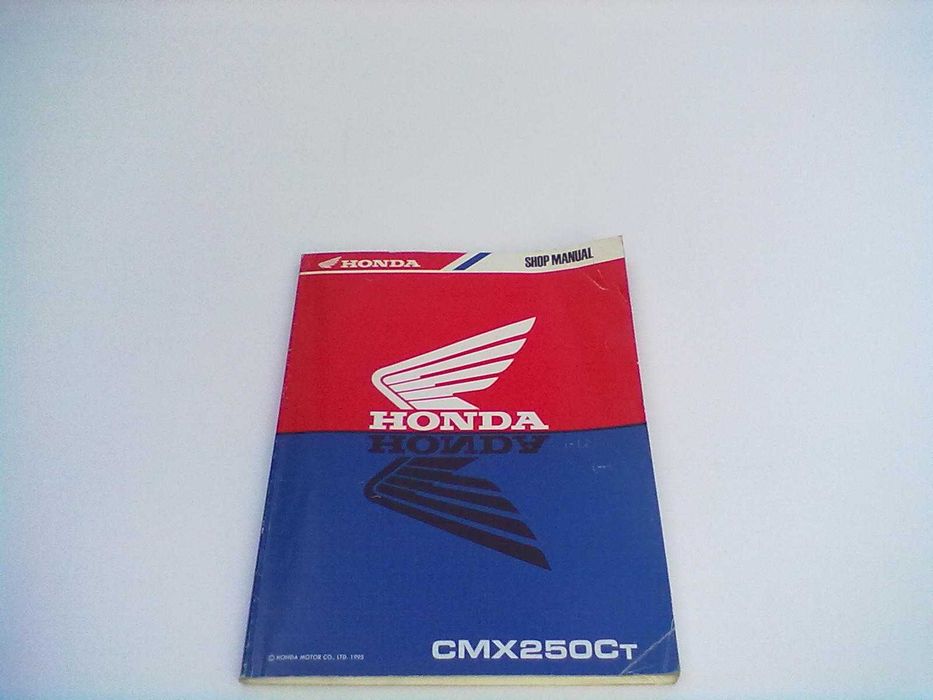 HONDA
SHOP MANUAL
HONDA
HONDA
CMX250CT
© HONDA MOTOR CO., LTD. 1995